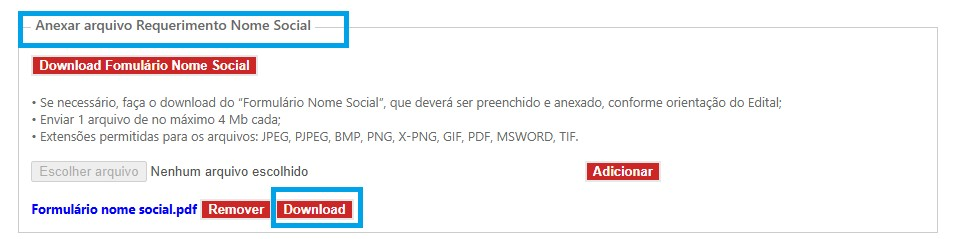 Anexar arquivo Requerimento Nome Social
Download Fomulário Nome Social
• Se necessário, faça o download do “Formulário Nome Social”, que deverá ser preenchido e anexado, conforme orientação do Edital;
• Enviar 1 arquivo de no máximo 4 Mb cada;
• Extensões permitidas para os arquivos: JPEG, PJPEG, BMP, PNG, X-PNG, GIF, PDF, MSWORD, TIF.
Escolher arquivo Nenhum arquivo escolhido Adicionar
Formulário nome social.pdf Remover Download